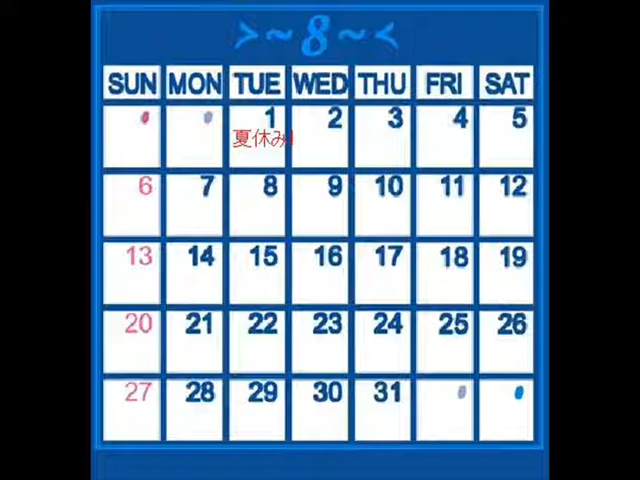 >~8~<
SUN MON TUE WED THU FRI SAT
1 2 3 4 5
夏休み!
6 7 8 9 10 11 12
13 14 15 16 17 18 19
20 21 22 23 24 25 26
27 28 29 30 31